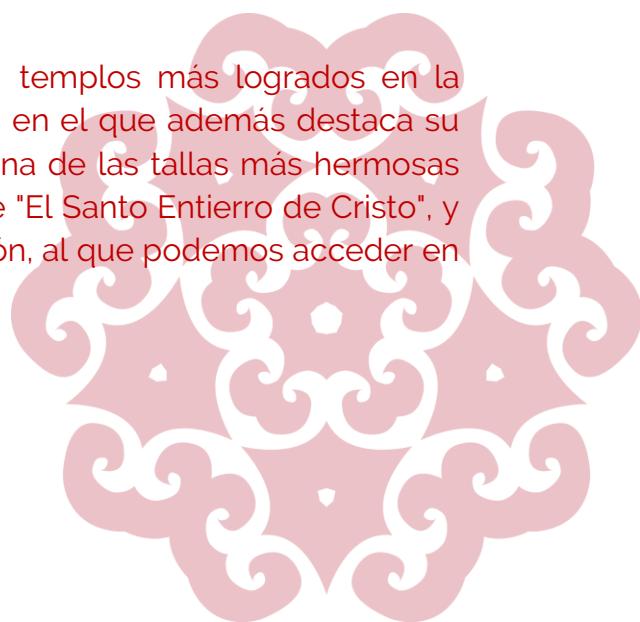 templos más logrados en la
en el que además destaca su
na de las tallas más hermosas
"El Santo Entierro de Cristo", y
ón, al que podemos acceder en